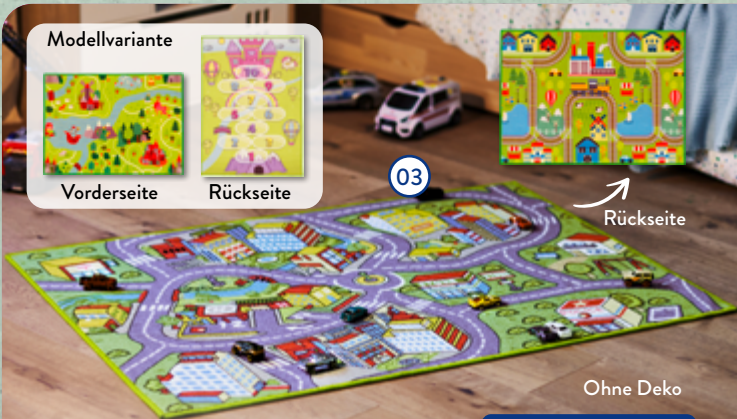 Modellvariante
Vorderseite
Rückseite
03
Rückseite
Ohne Deko